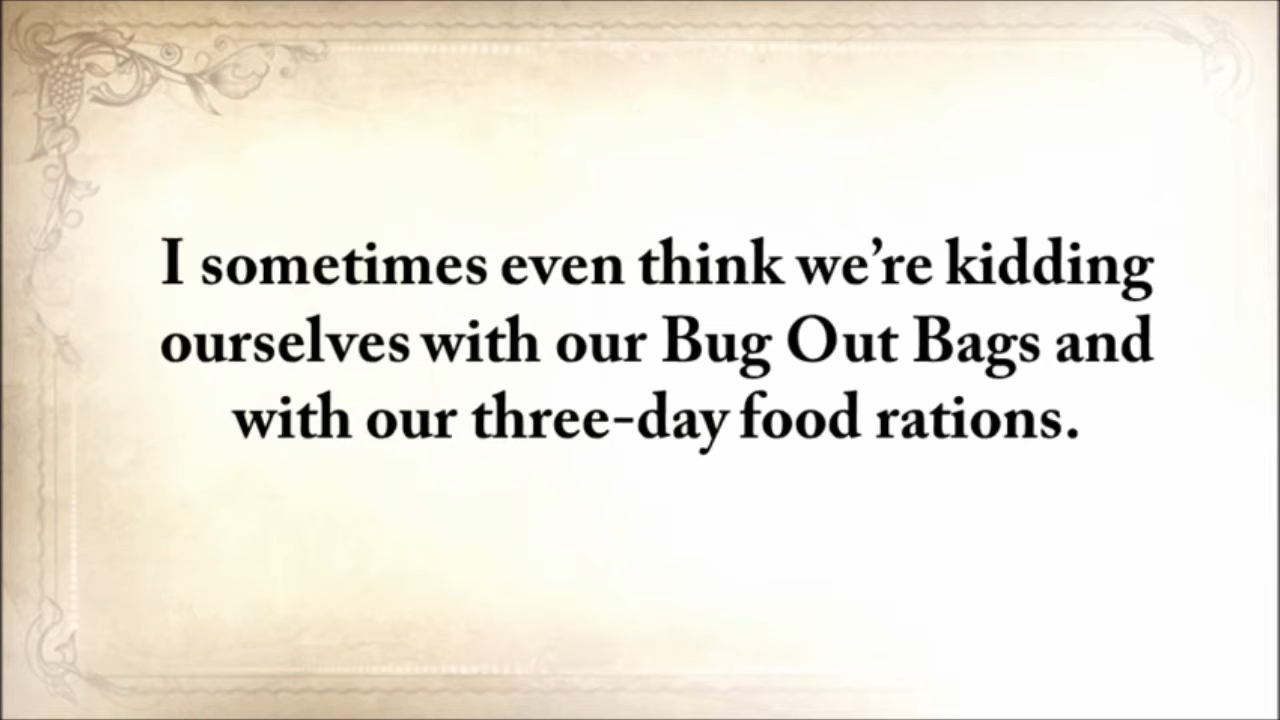 I sometimes even think we’re kidding
ourselves with our Bug Out Bags and
with our three-day food rations.